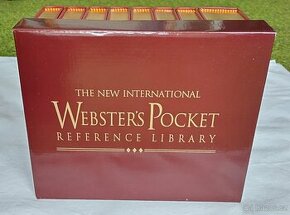 THE NEW INTERNATIONAL
WEBSTER'S POCKET
REFERENCE LIBRARY